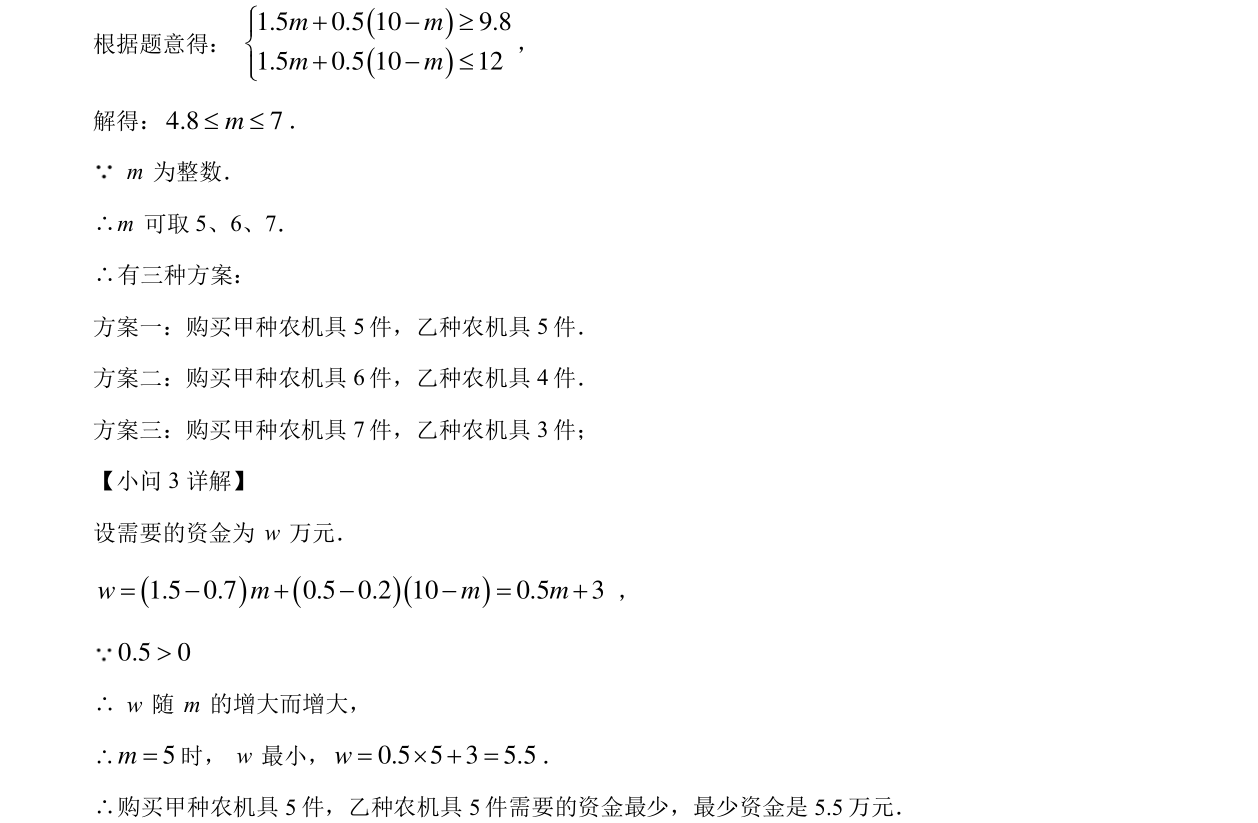 根据题意得： {1.5m+0.5(10−m)≥9.8
1.5m+0.5(10−m)≤12 ，
解得：4.8≤m≤7．
∵ m 为整数．
∴m 可取 5、6、7．
∴有三种方案：
方案一：购买甲种农机具 5 件，乙种农机具 5 件．
方案二：购买甲种农机具 6 件，乙种农机具 4 件．
方案三：购买甲种农机具 7 件，乙种农机具 3 件；
【小问 3 详解】
设需要的资金为 w 万元．
w=(1.5−0.7)m+(0.5−0.2)(10−m)=0.5m+3 ，
∵0.5>0
∴ w 随 m 的增大而增大，
∴m=5时， w 最小，w=0.5×5+3=5.5．
∴购买甲种农机具 5 件，乙种农机具 5 件需要的资金最少，最少资金是 5.5 万元．